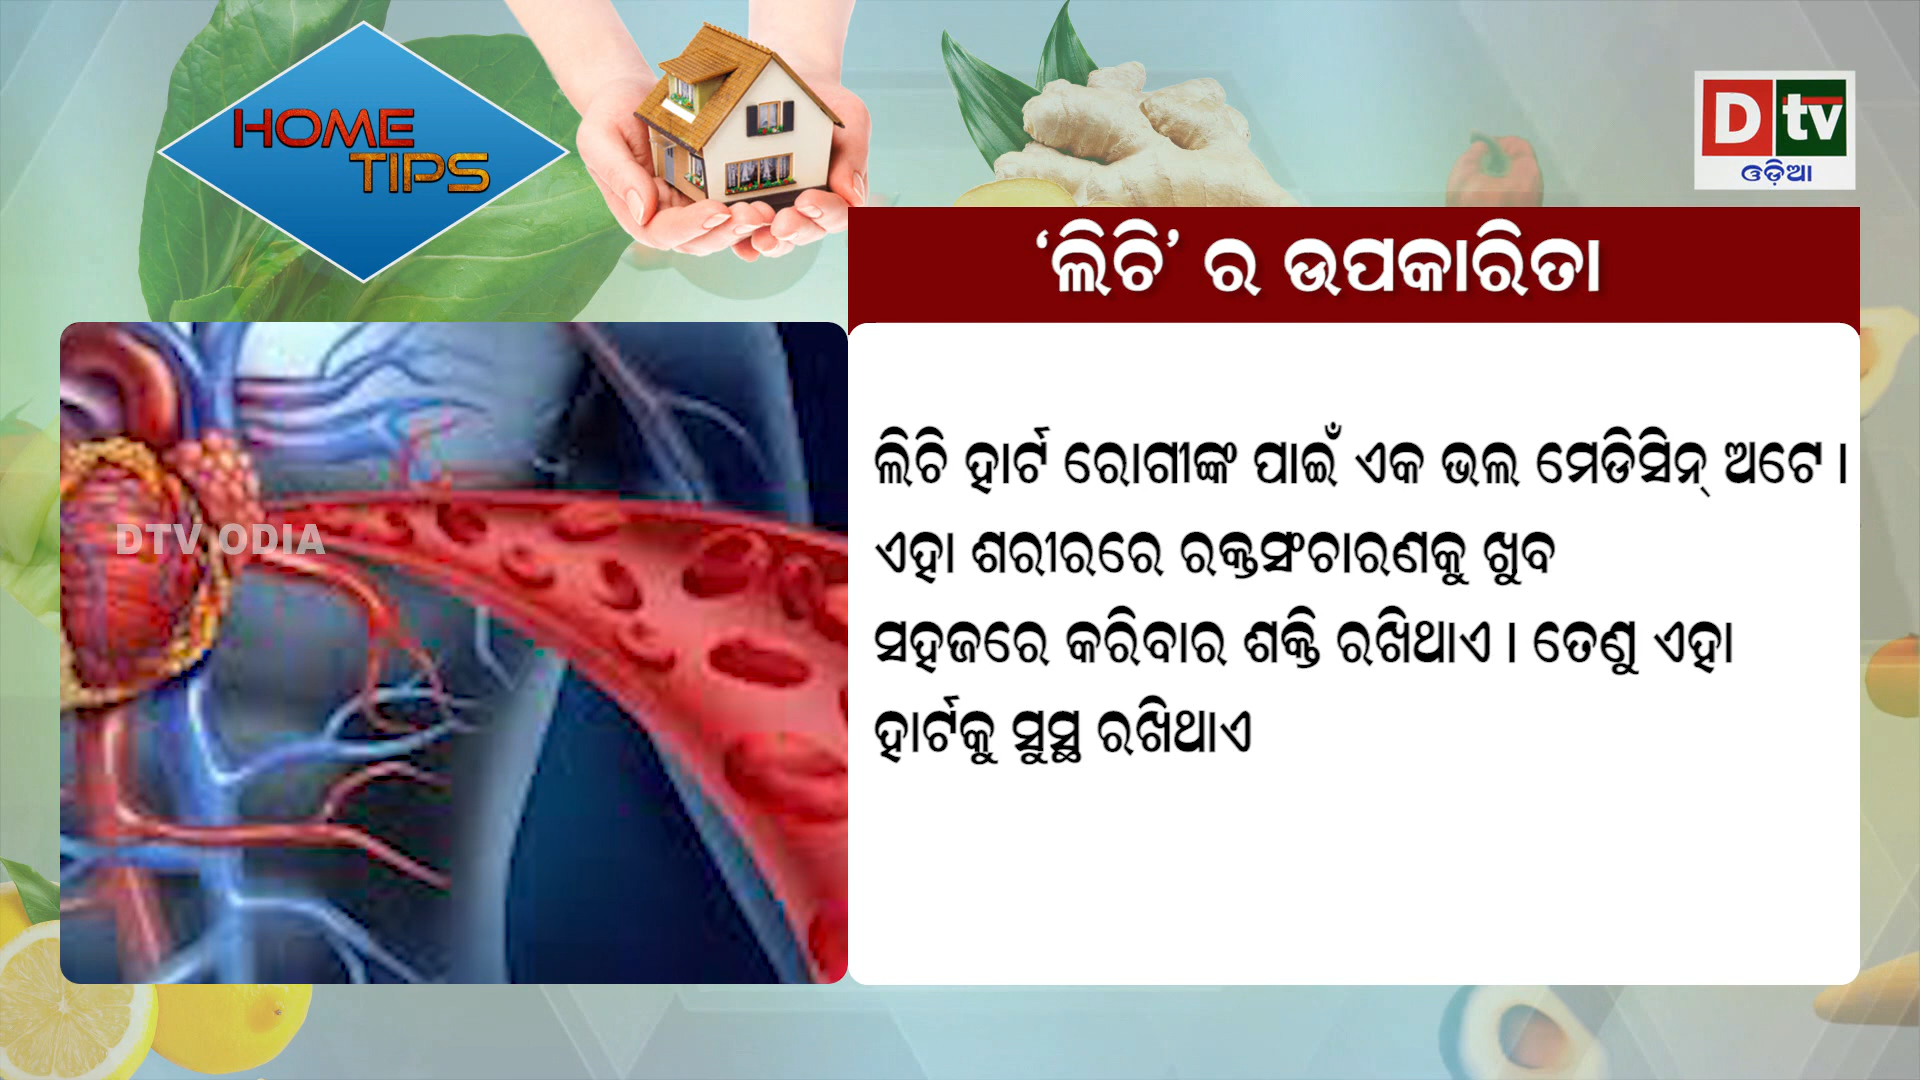 HOME
TIPS
D tv
ଓଡ଼ିଆ
‘ଲିଚି’ ର ଉପକାରିତା
ଲିଚି ହାର୍ଟ ରୋଗୀଙ୍କ ପାଇଁ ଏକ ଭଲ ମେଡିସିନ୍ ଅଟେ ।
ଏହା ଶରୀରରେ ରକ୍ତସଂଚାରଣକୁ ଖୁବ
ସହଜରେ କରିବାର ଶକ୍ତି ରଖିଥାଏ । ତେଣୁ ଏହା
ହାର୍ଟକୁ ସୁସ୍ଥ ରଖିଥାଏ
DTV ODIA